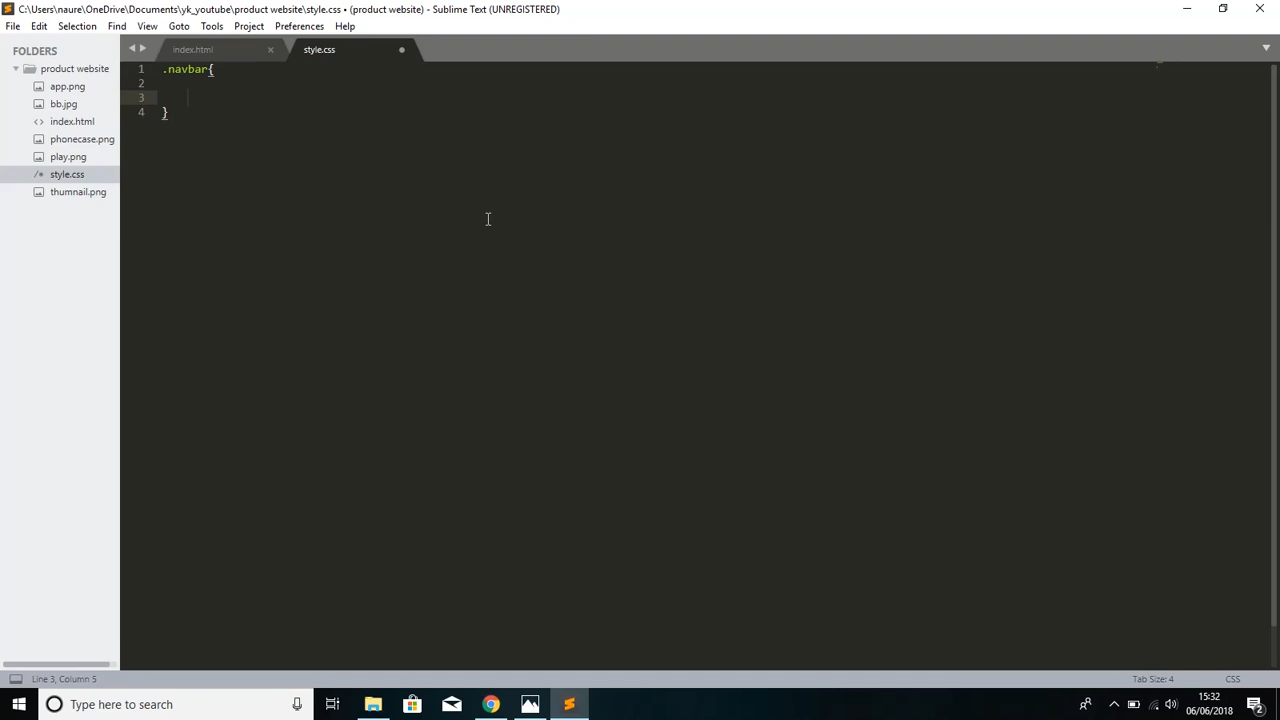 C:\Users\naure\OneDrive\Documents\yk_youtube\product website\style.css • (product website) - Sublime Text (UNREGISTERED)
File Edit Selection Find View Goto Tools Project Preferences Help
FOLDERS
product website
app.png
bb.jpg
index.html
phonecase.png
play.png
style.css
thumnail.png
index.html style.css
1 .navbar{
2
3
4 }
Line 3, Column 5 Tab Size: 4 CSS
Type here to search
15:32
06/06/2018
2